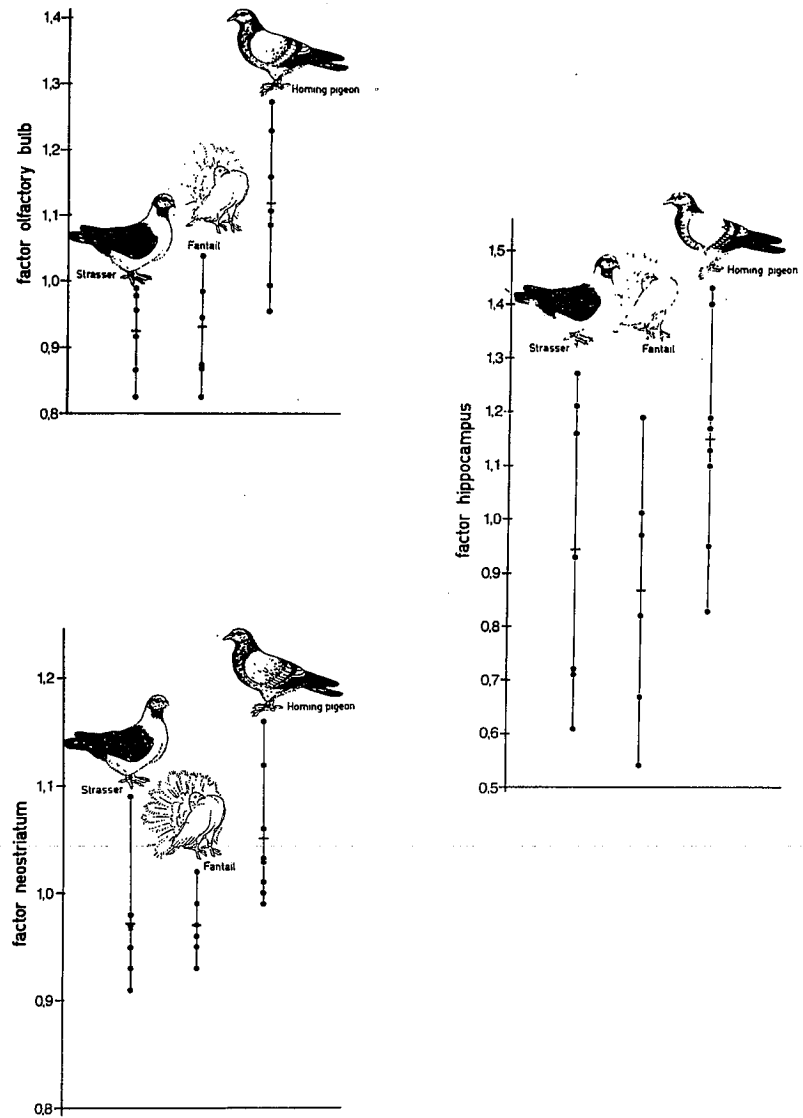 factor olfactory bulb
1,4
1,3
1,2
1,1
1,0
0,9
0,8
Strasser
Fantail
Homing pigeon
factor hippocampus
1,5
1,4
1,3
1,2
1,1
1,0
0,9
0,8
0,7
0,6
0.5
Strasser
Fantail
Homing pigeon
factor neostriatum
1,2
1,1
1,0
0,9
0,8
Strasser
Fantail
Homing pigeon